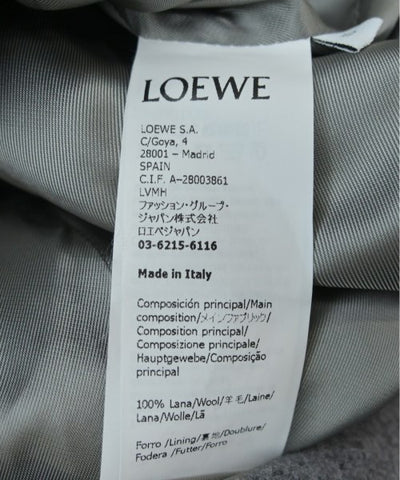 LOEWE
LOEWE S.A.
C/Goya, 4
28001 – Madrid
SPAIN
C.I.F. A-28003861
LVMH
ファッション・グループ・
ジャパン株式会社
ロエベジャパン
03-6215-6116
Made in Italy
Composición principal/Main
composition/メインファブリック/
Composition principal/
Composizione principale/
Hauptgewebe/Composição
principal
100% Lana/Wool/羊毛/Laine/
Lana/Wolle/Lã
Forro /Lining/裏地/Doublure/
Fodera /Futter/Forro